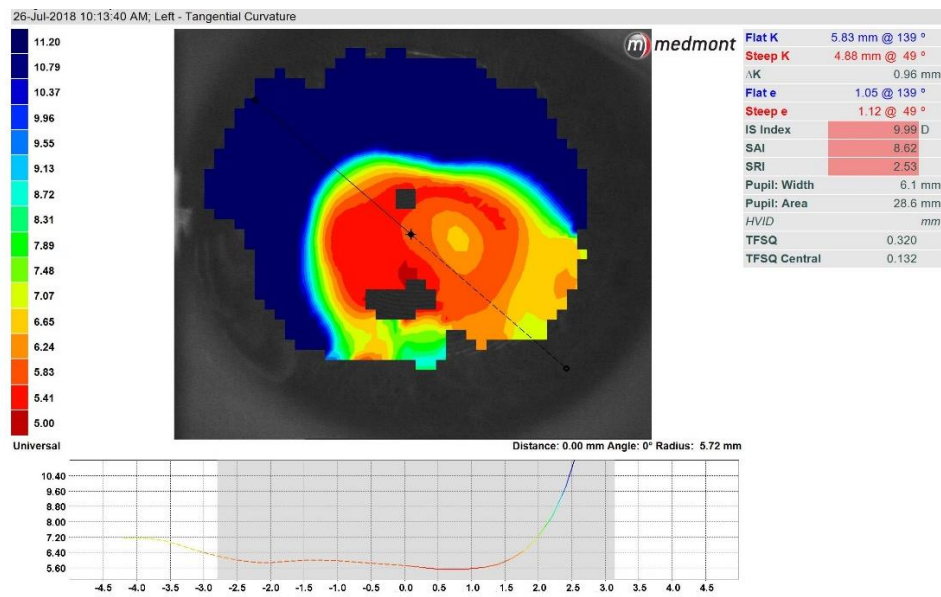 26-Jul-2018 10:13:40 AM; Left - Tangential Curvature
medmont
11.20
10.79
10.37
9.96
9.55
9.13
8.72
8.31
7.89
7.48
7.07
6.65
6.24
5.83
5.41
5.00
Universal
Flat K 5.83 mm @ 139 º
Steep K 4.88 mm @ 49 º
ΔK 0.96 mm
Flat e 1.05 @ 139 º
Steep e 1.12 @ 49 º
IS Index 9.99 D
SAI 8.62
SRI 2.53
Pupil: Width 6.1 mm
Pupil: Area 28.6 mm
HVID mm
TFSQ 0.320
TFSQ Central 0.132
Distance: 0.00 mm Angle: 0° Radius: 5.72 mm
10.40
9.60
8.80
8.00
7.20
6.40
5.60
-4.5 -4.0 -3.5 -3.0 -2.5 -2.0 -1.5 -1.0 -0.5 0.0 0.5 1.0 1.5 2.0 2.5 3.0 3.5 4.0 4.5